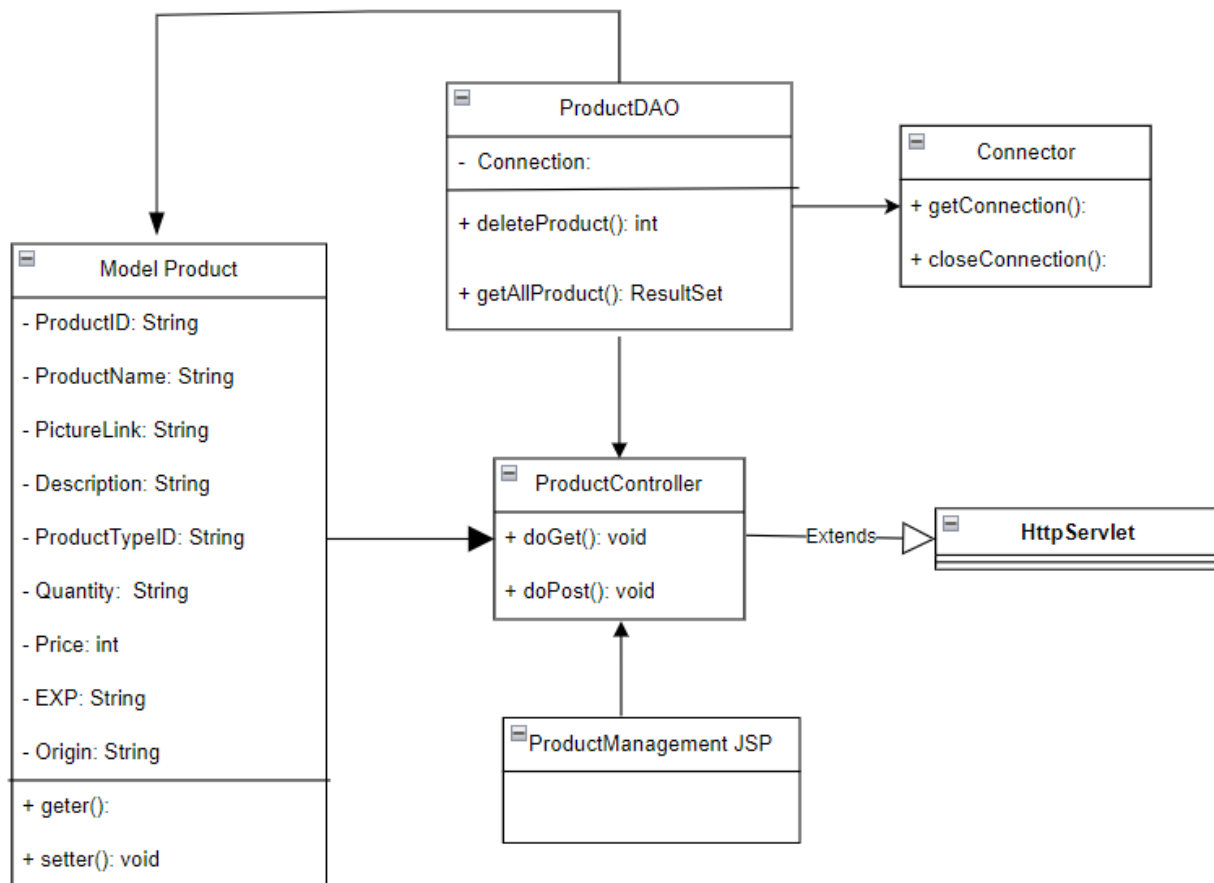 ProductDAO
- Connection:
+ deleteProduct(): int
+ getAllProduct(): ResultSet
Connector
+ getConnection():
+ closeConnection():
Model Product
- ProductID: String
- ProductName: String
- PictureLink: String
- Description: String
- ProductTypeID: String
- Quantity:  String
- Price: int
- EXP: String
- Origin: String
+ geter():
+ setter(): void
ProductController
+ doGet(): void
+ doPost(): void
Extends
HttpServlet
ProductManagement JSP